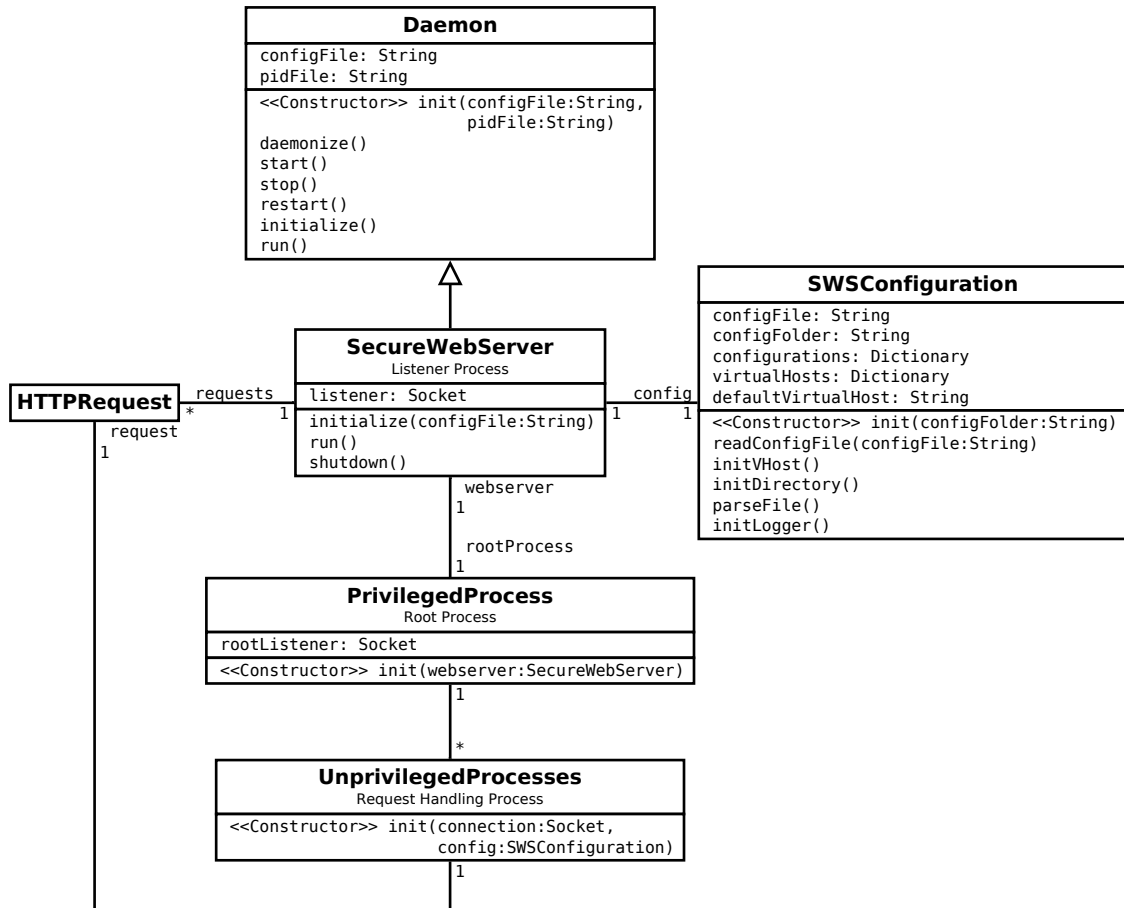 Daemon
configFile: String
pidFile: String
<<Constructor>> init(configFile:String,
pidFile:String)
daemonize()
start()
stop()
restart()
initialize()
run()
SWSConfiguration
configFile: String
configFolder: String
configurations: Dictionary
virtualHosts: Dictionary
defaultVirtualHost: String
<<Constructor>> init(configFolder:String)
readConfigFile(configFile:String)
initVHost()
initDirectory()
parseFile()
initLogger()
SecureWebServer
Listener Process
listener: Socket
initialize(configFile:String)
run()
shutdown()
config
1
1
requests
*
1
HTTPRequest
request
1
webserver
1
rootProcess
1
PrivilegedProcess
Root Process
rootListener: Socket
<<Constructor>> init(webserver:SecureWebServer)
1
*
UnprivilegedProcesses
Request Handling Process
<<Constructor>> init(connection:Socket,
config:SWSConfiguration)
1